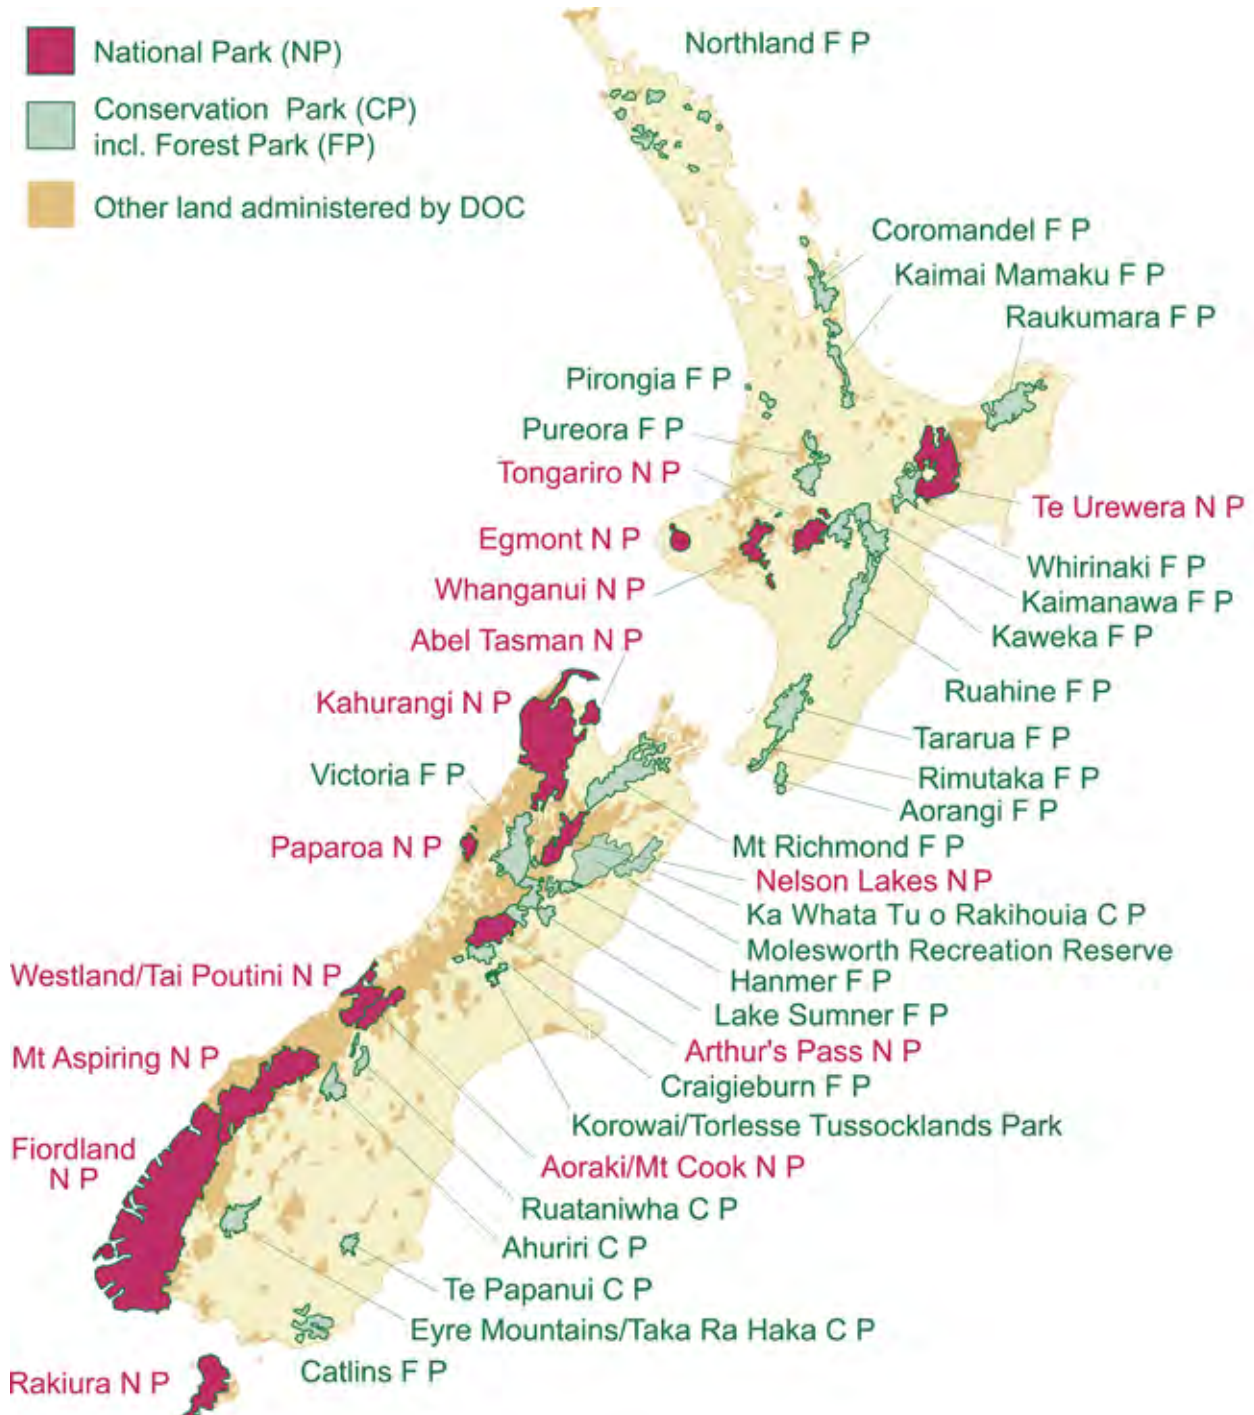 National Park (NP)
Conservation Park (CP)
incl. Forest Park (FP)
Other land administered by DOC
Northland F P
Coromandel F P
Kaimai Mamaku F P
Raukumara F P
Pirongia F P
Pureora F P
Tongariro N P
Te Urewera N P
Egmont N P
Whirinaki F P
Whanganui N P
Kaimanawa F P
Kaweka F P
Abel Tasman N P
Ruahine F P
Kahurangi N P
Tararua F P
Victoria F P
Rimutaka F P
Aorangi F P
Paparoa N P
Mt Richmond F P
Nelson Lakes N P
Ka Whata Tu o Rakihouia C P
Molesworth Recreation Reserve
Westland/Tai Poutini N P
Hanmer F P
Lake Sumner F P
Mt Aspiring N P
Arthur's Pass N P
Craigieburn F P
Korowai/Torlesse Tussocklands Park
Fiordland
N P
Aoraki/Mt Cook N P
Ruataniwha C P
Ahuriri C P
Te Papanui C P
Eyre Mountains/Taka Ra Haka C P
Catlins F P
Rakiura N P